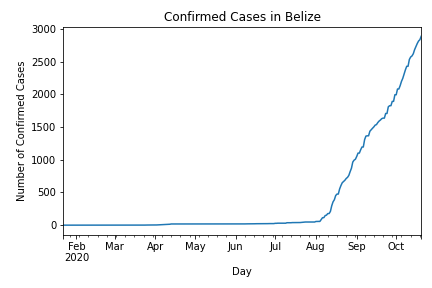 Confirmed Cases in Belize
3000
2500
2000
1500
1000
500
0
Number of Confirmed Cases
Feb Mar Apr May Jun Jul Aug Sep Oct
2020
Day